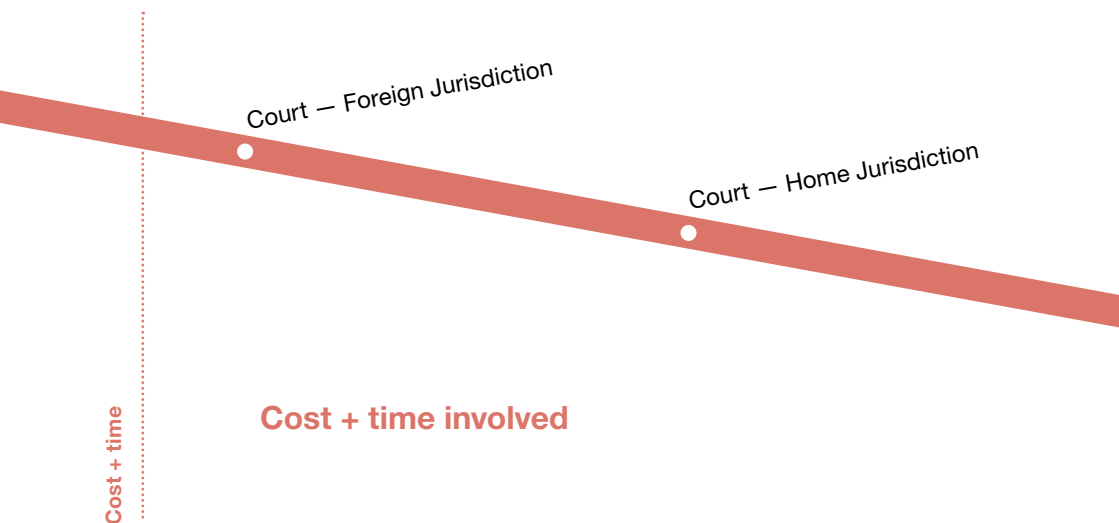 Court — Foreign Jurisdiction
Court — Home Jurisdiction
Cost + time involved
Cost + time